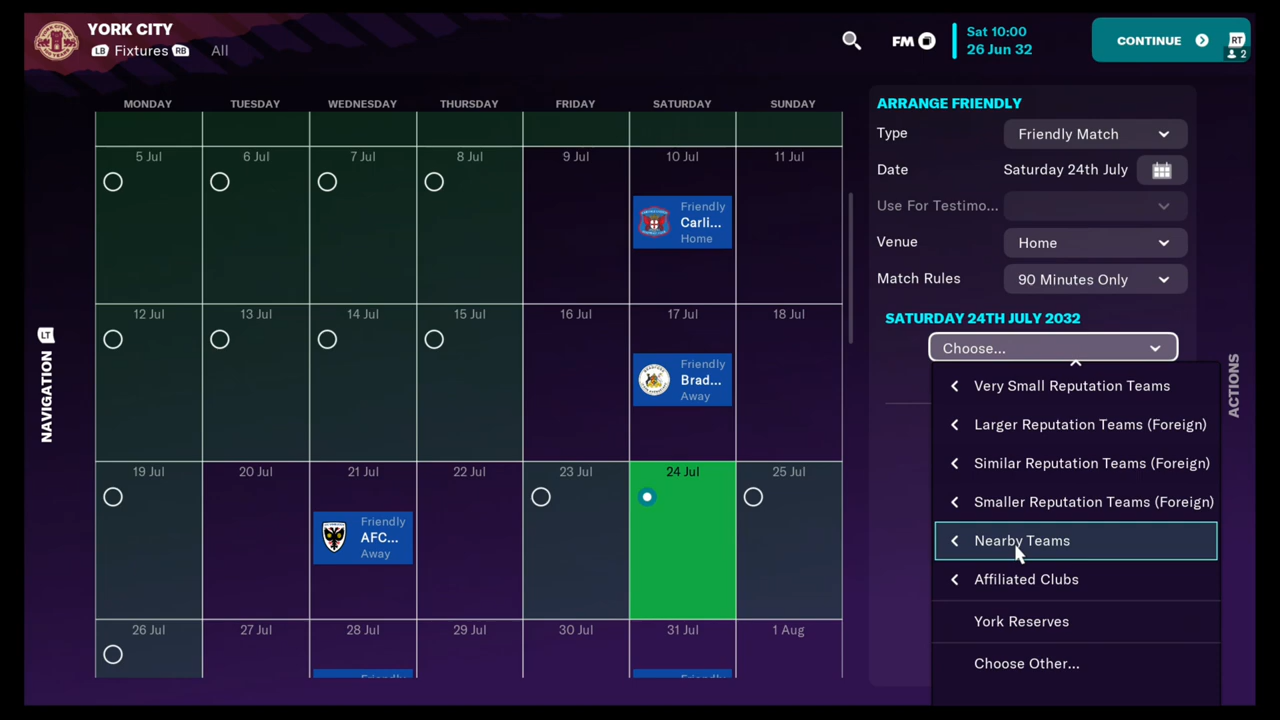 YORK CITY
LB Fixtures RB All
FM
Sat 10:00
26 Jun 32
CONTINUE
RT
2
MONDAY TUESDAY WEDNESDAY THURSDAY FRIDAY SATURDAY SUNDAY
5 Jul 6 Jul 7 Jul 8 Jul 9 Jul 10 Jul 11 Jul
Friendly
Carli...
Home
12 Jul 13 Jul 14 Jul 15 Jul 16 Jul 17 Jul 18 Jul
Friendly
Brad...
Away
19 Jul 20 Jul 21 Jul 22 Jul 23 Jul 24 Jul 25 Jul
Friendly
AFC...
Away
26 Jul 27 Jul 28 Jul 29 Jul 30 Jul 31 Jul 1 Aug
Friendly Friendly
LT
NAVIGATION
ARRANGE FRIENDLY
Type Friendly Match
Date Saturday 24th July
Use For Testimo...
Venue Home
Match Rules 90 Minutes Only
SATURDAY 24TH JULY 2032
Choose...
Very Small Reputation Teams
Larger Reputation Teams (Foreign)
Similar Reputation Teams (Foreign)
Smaller Reputation Teams (Foreign)
Nearby Teams
Affiliated Clubs
York Reserves
Choose Other...
ACTIONS